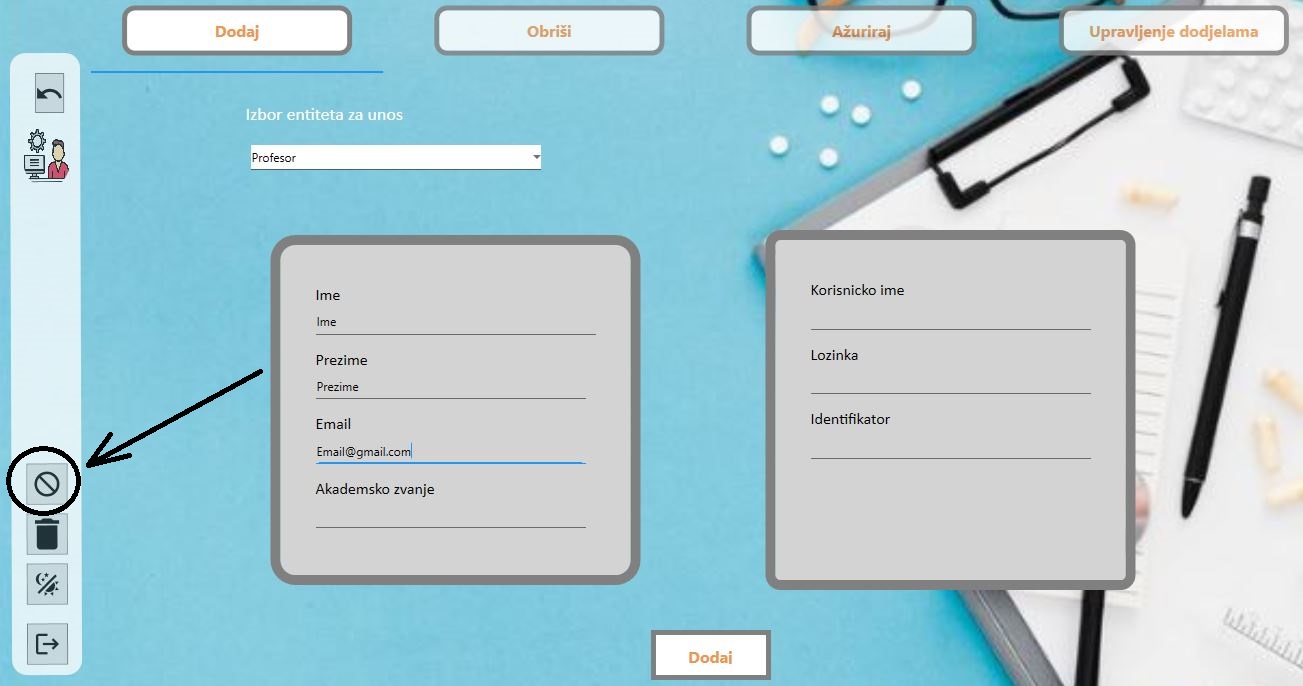 Dodaj
Obriši
Ažuriraj
Upravljenje dodjelama
Izbor entiteta za unos
Profesor
Ime
Ime
Prezime
Prezime
Email
Email@gmail.com
Akademsko zvanje
Korisnicko ime
Lozinka
Identifikator
Dodaj